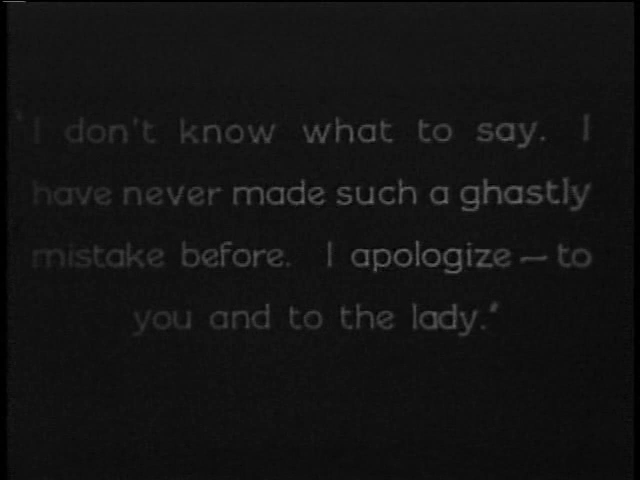 'I don't know what to say. I
have never made such a ghastly
mistake before. I apologize — to
you and to the lady.'